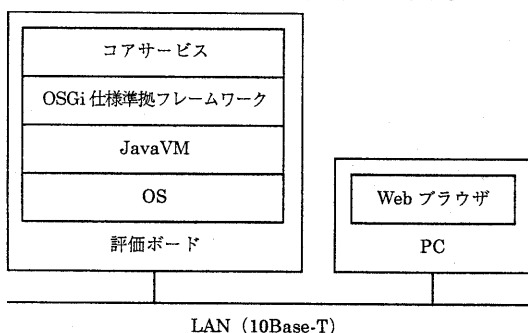 コアサービス
OSGi 仕様準拠フレームワーク
JavaVM
OS
評価ボード
Web ブラウザ
PC
LAN（10Base-T）